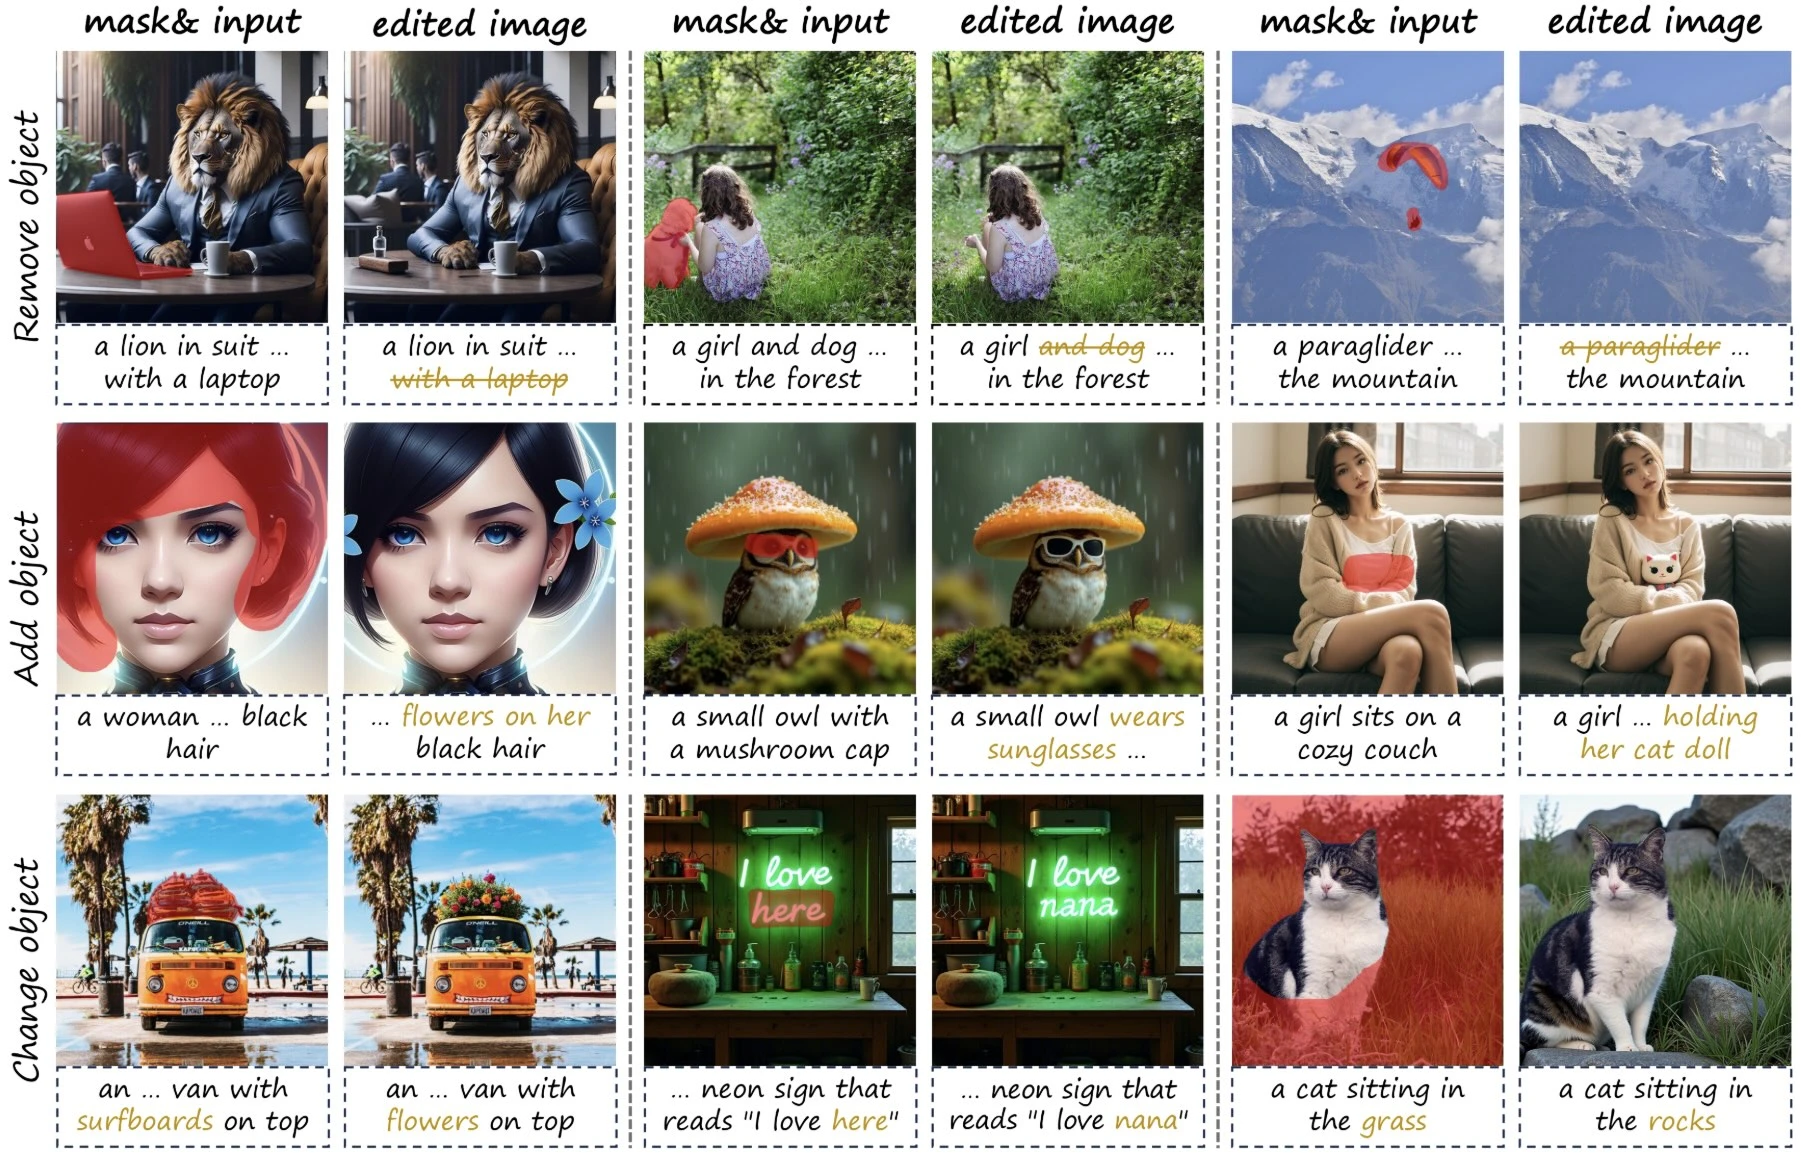 mask& input
edited image
mask& input
edited image
mask& input
edited image
Remove object
a lion in suit ...
with a laptop
a lion in suit ...
with a laptop
a girl and dog ...
in the forest
a girl and dog ...
in the forest
a paraglider ...
the mountain
a paraglider ...
the mountain
Add object
a woman ... black
hair
... flowers on her
black hair
a small owl with
a mushroom cap
a small owl wears
sunglasses ...
a girl sits on a
cozy couch
a girl ... holding
her cat doll
Change object
O'NEILL
I love
here
I love
nana
an ... van with
surfboards on top
an ... van with
flowers on top
... neon sign that
reads "I love here"
... neon sign that
reads "I love nana"
a cat sitting in
the grass
a cat sitting in
the rocks